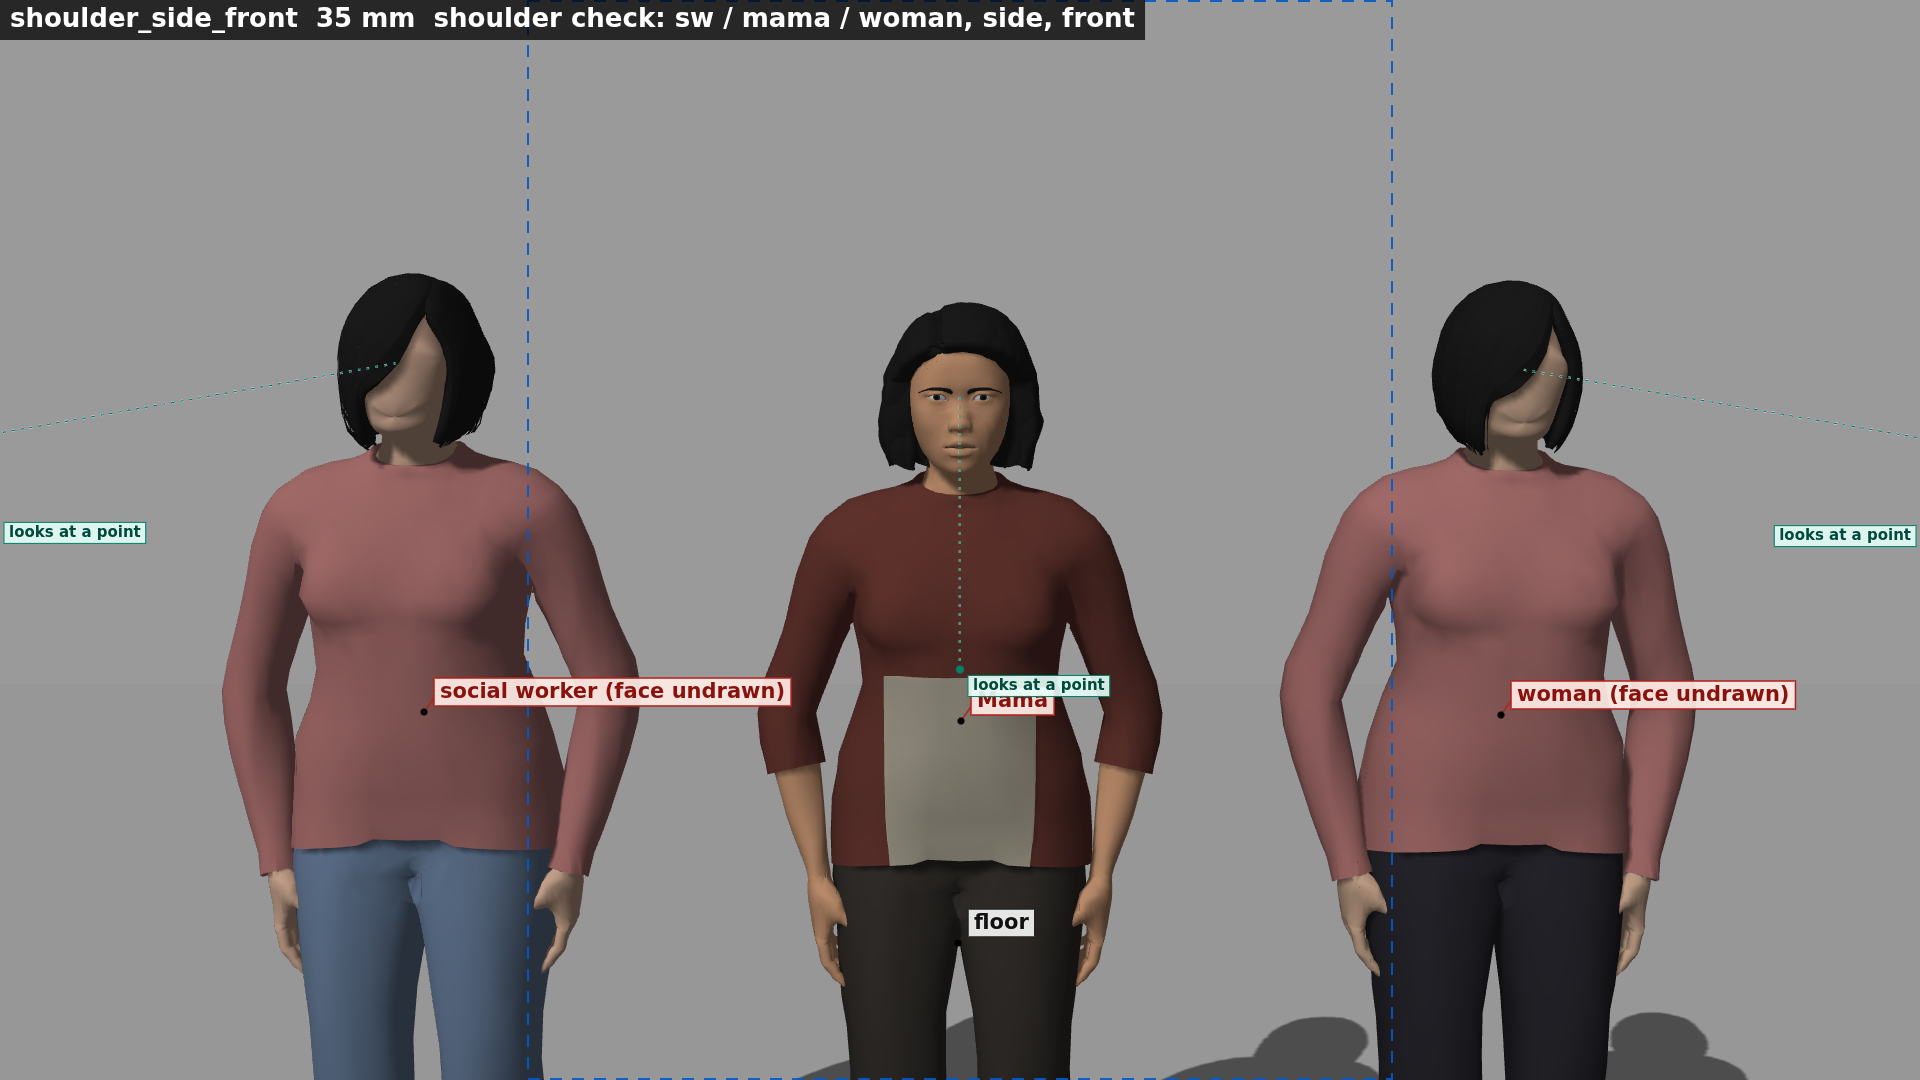 shoulder_side_front  35 mm  shoulder check: sw / mama / woman, side, front
looks at a point
looks at a point
social worker (face undrawn)
looks at a point
Mama
woman (face undrawn)
floor